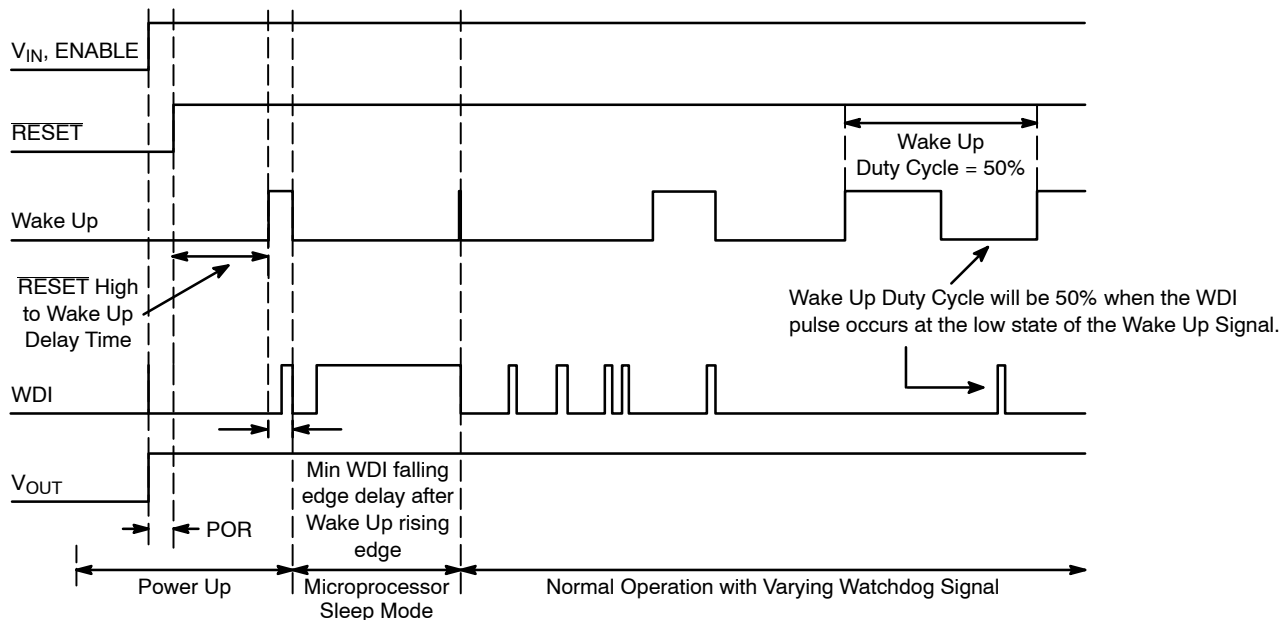 VIN, ENABLE
RESET
Wake Up
Duty Cycle = 50%
Wake Up
RESET High
to Wake Up
Delay Time
Wake Up Duty Cycle will be 50% when the WDI
pulse occurs at the low state of the Wake Up Signal.
WDI
VOUT
Min WDI falling
edge delay after
Wake Up rising
edge
POR
Power Up
Microprocessor
Sleep Mode
Normal Operation with Varying Watchdog Signal